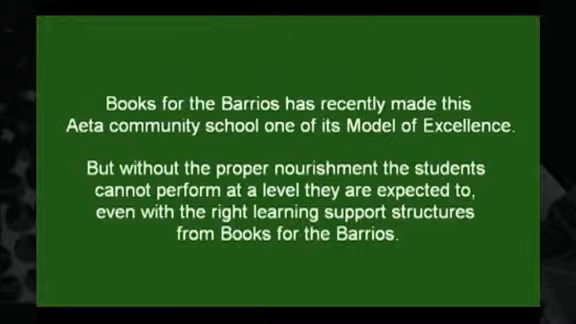 Books for the Barrios has recently made this
Aeta community school one of its Model of Excellence.
But without the proper nourishment the students
cannot perform at a level they are expected to,
even with the right learning support structures
from Books for the Barrios.